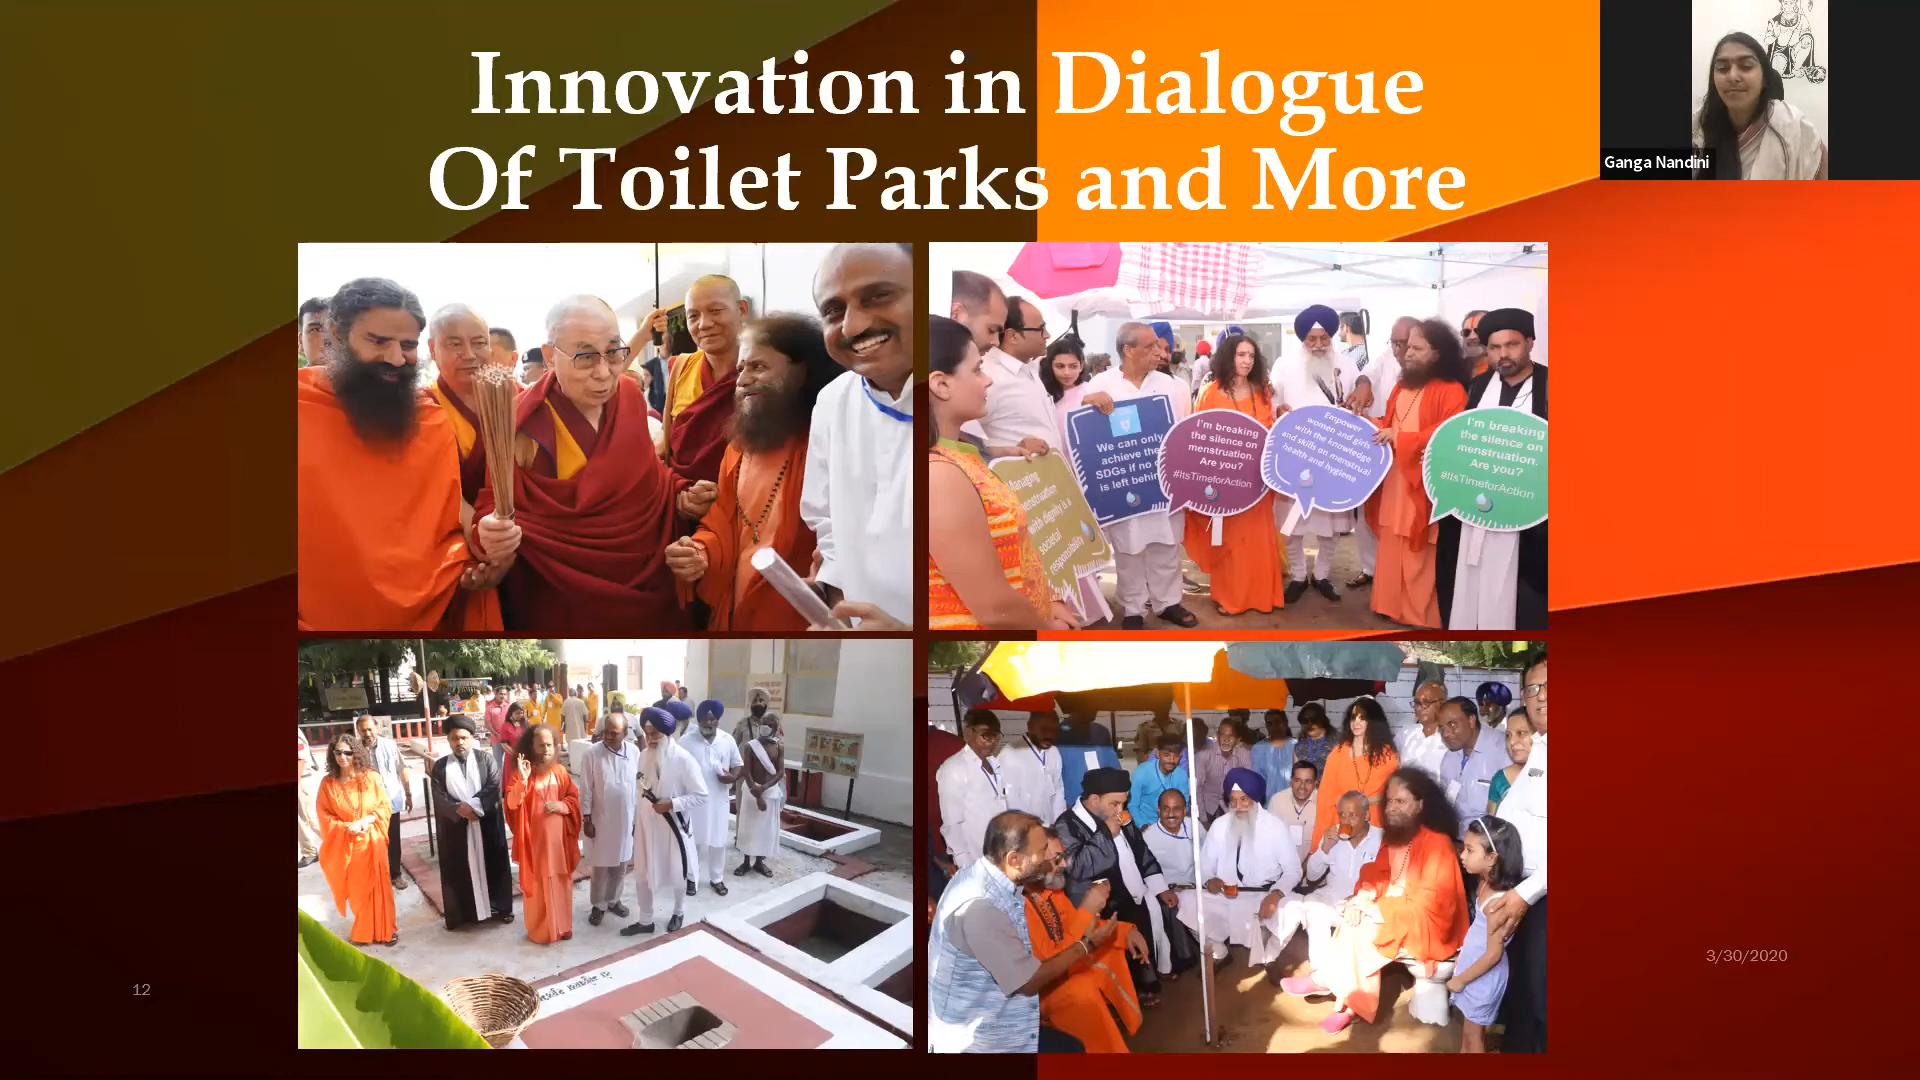 Innovation in Dialogue
Of Toilet Parks and More
Ganga Nandini
Managing
menstruation
with dignity is a
societal
responsibility
We can only
achieve the
SDGs if no
is left behin
I'm breaking
the silence on
menstruation.
Are you?
#ItsTimeforAction
Empower
women and girls
with the knowledge
and skills on menstrual
health and hygiene
I'm breaking
the silence on
menstruation.
Are you?
#ItsTimeforAction
12
3/30/2020